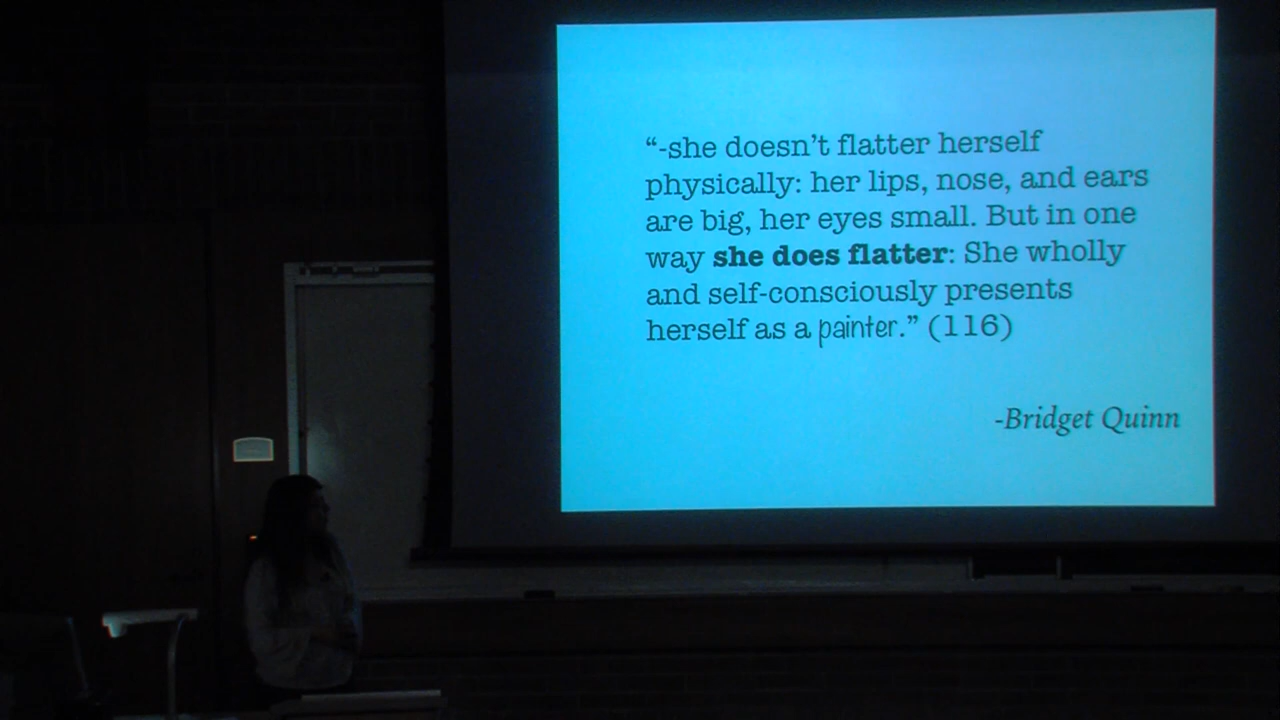 “-she doesn’t flatter herself
physically: her lips, nose, and ears
are big, her eyes small. But in one
way she does flatter: She wholly
and self-consciously presents
herself as a painter.” (116)
-Bridget Quinn